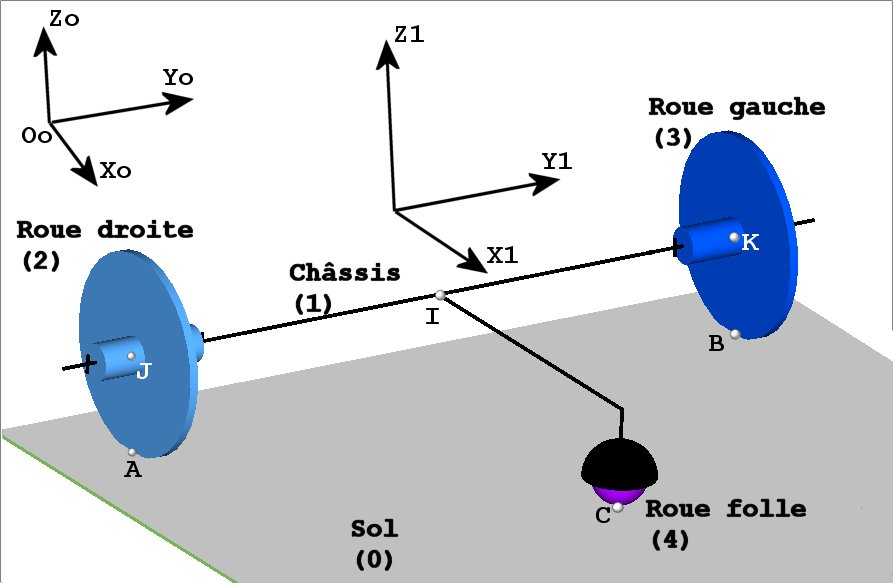 Zo
Yo
Oo
Xo
Z1
Y1
X1
Roue gauche
(3)
K
B
Roue droite
(2)
J
A
Châssis
(1)
I
C
Roue folle
(4)
Sol
(0)